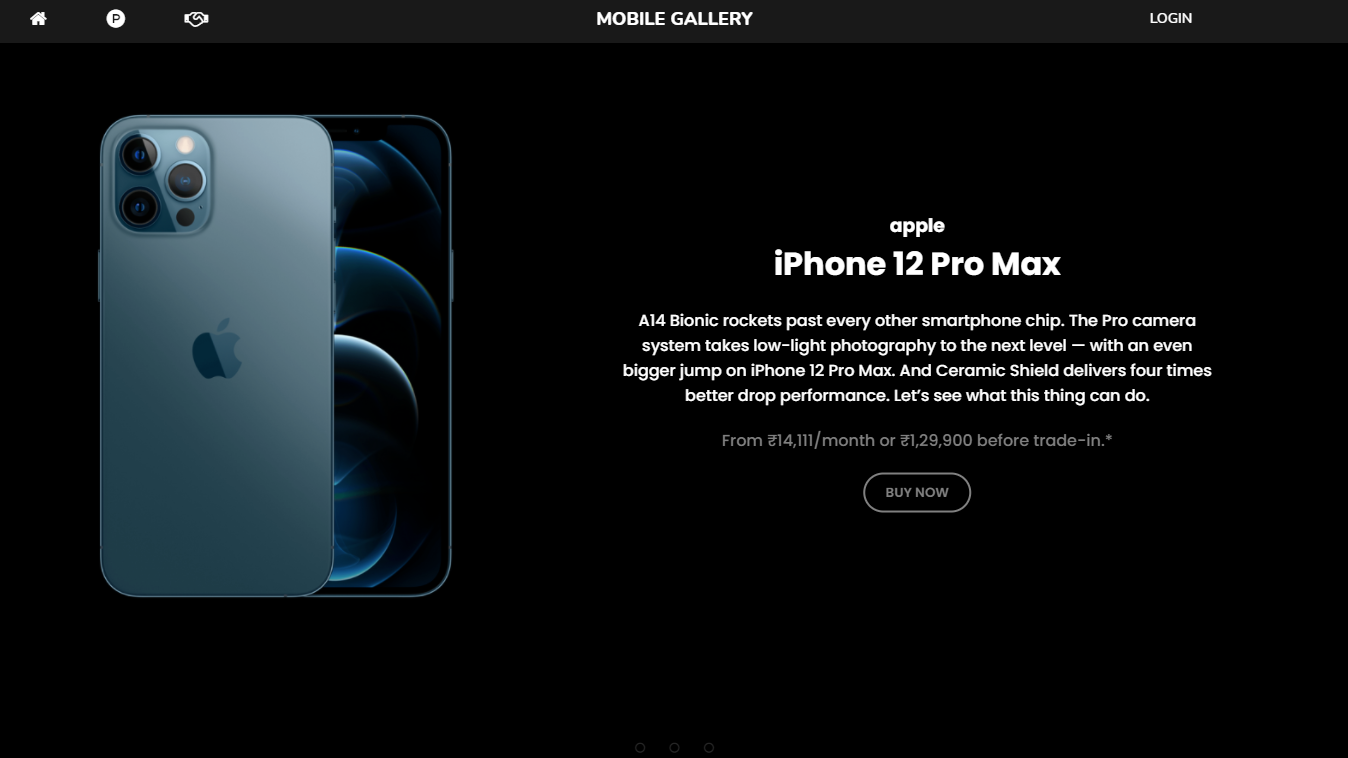 P
MOBILE GALLERY
LOGIN
apple
iPhone 12 Pro Max
A14 Bionic rockets past every other smartphone chip. The Pro camera
system takes low-light photography to the next level — with an even
bigger jump on iPhone 12 Pro Max. And Ceramic Shield delivers four times
better drop performance. Let’s see what this thing can do.
From ₹14,111/month or ₹1,29,900 before trade-in.*
BUY NOW